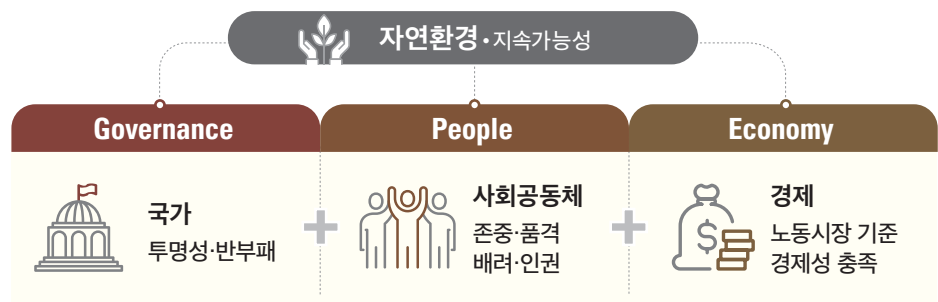 자연환경·지속가능성
Governance
People
Economy
국가
투명성·반부패
사회공동체
존중·품격
배려·인권
경제
노동시장 기준
경제성 충족
$